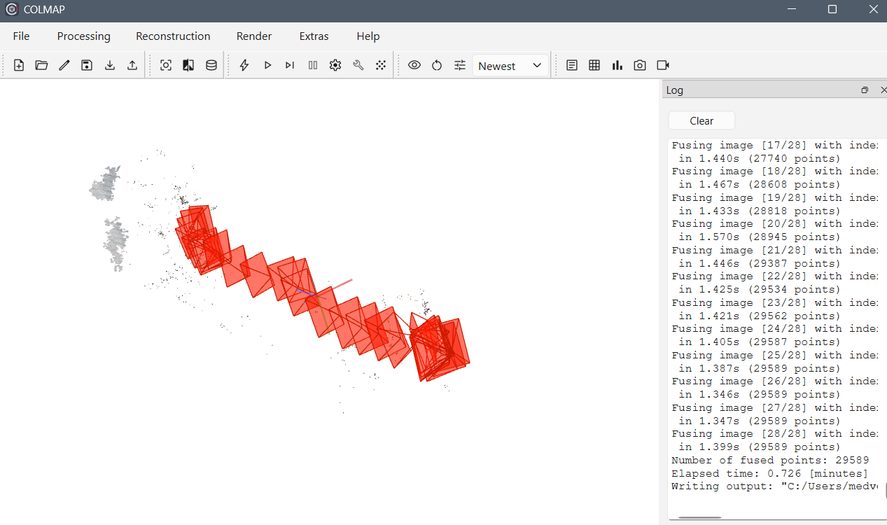 COLMAP
File Processing Reconstruction Render Extras Help
Newest
Log
Clear
Fusing image [17/28] with inde
in 1.440s (27740 points)
Fusing image [18/28] with inde
in 1.467s (28608 points)
Fusing image [19/28] with inde
in 1.433s (28818 points)
Fusing image [20/28] with inde
in 1.570s (28945 points)
Fusing image [21/28] with inde
in 1.446s (29387 points)
Fusing image [22/28] with inde
in 1.425s (29534 points)
Fusing image [23/28] with inde
in 1.421s (29562 points)
Fusing image [24/28] with inde
in 1.405s (29587 points)
Fusing image [25/28] with inde
in 1.387s (29589 points)
Fusing image [26/28] with inde
in 1.346s (29589 points)
Fusing image [27/28] with inde
in 1.347s (29589 points)
Fusing image [28/28] with inde
in 1.399s (29589 points)
Number of fused points: 29589
Elapsed time: 0.726 [minutes]
Writing output: "C:/Users/medv